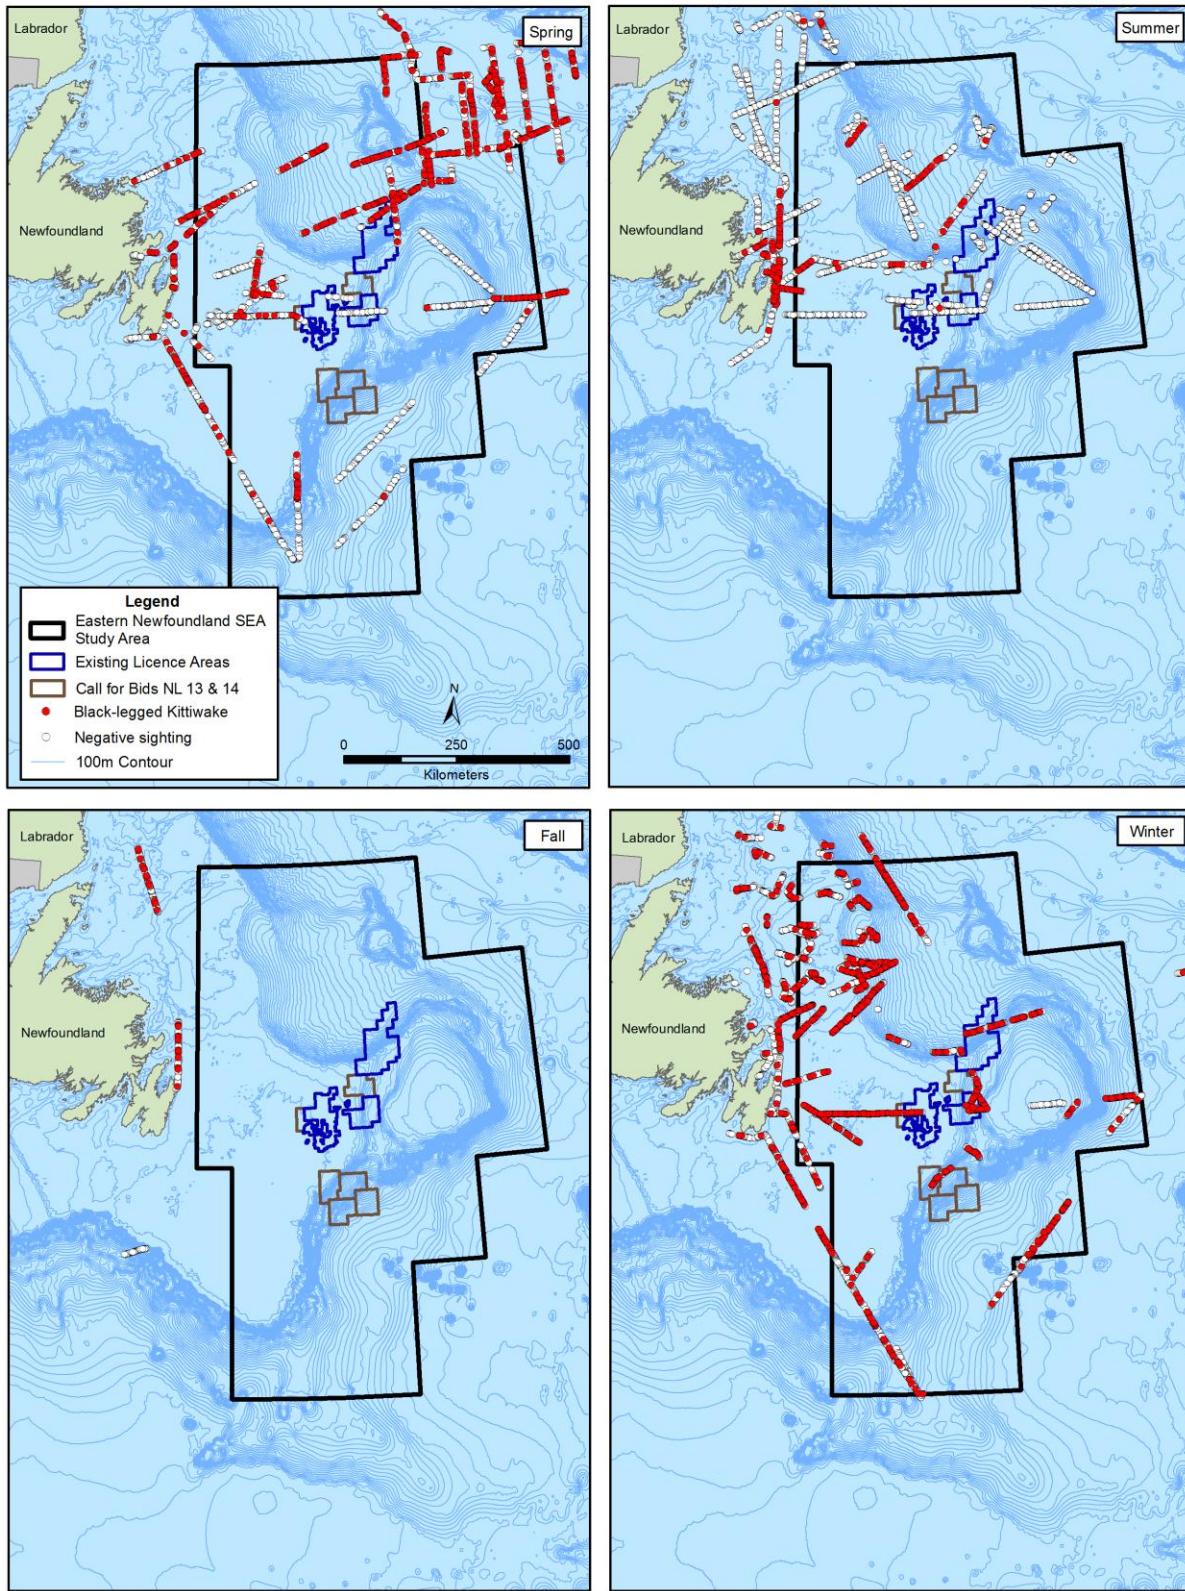 Labrador
Spring
Newfoundland
Legend
Eastern Newfoundland SEA
Study Area
Existing Licence Areas
Call for Bids NL 13 & 14
Black-legged Kittiwake
Negative sighting
100m Contour
N
0 250 500
Kilometers
Labrador
Summer
Newfoundland
Labrador
Fall
Newfoundland
Labrador
Winter
Newfoundland